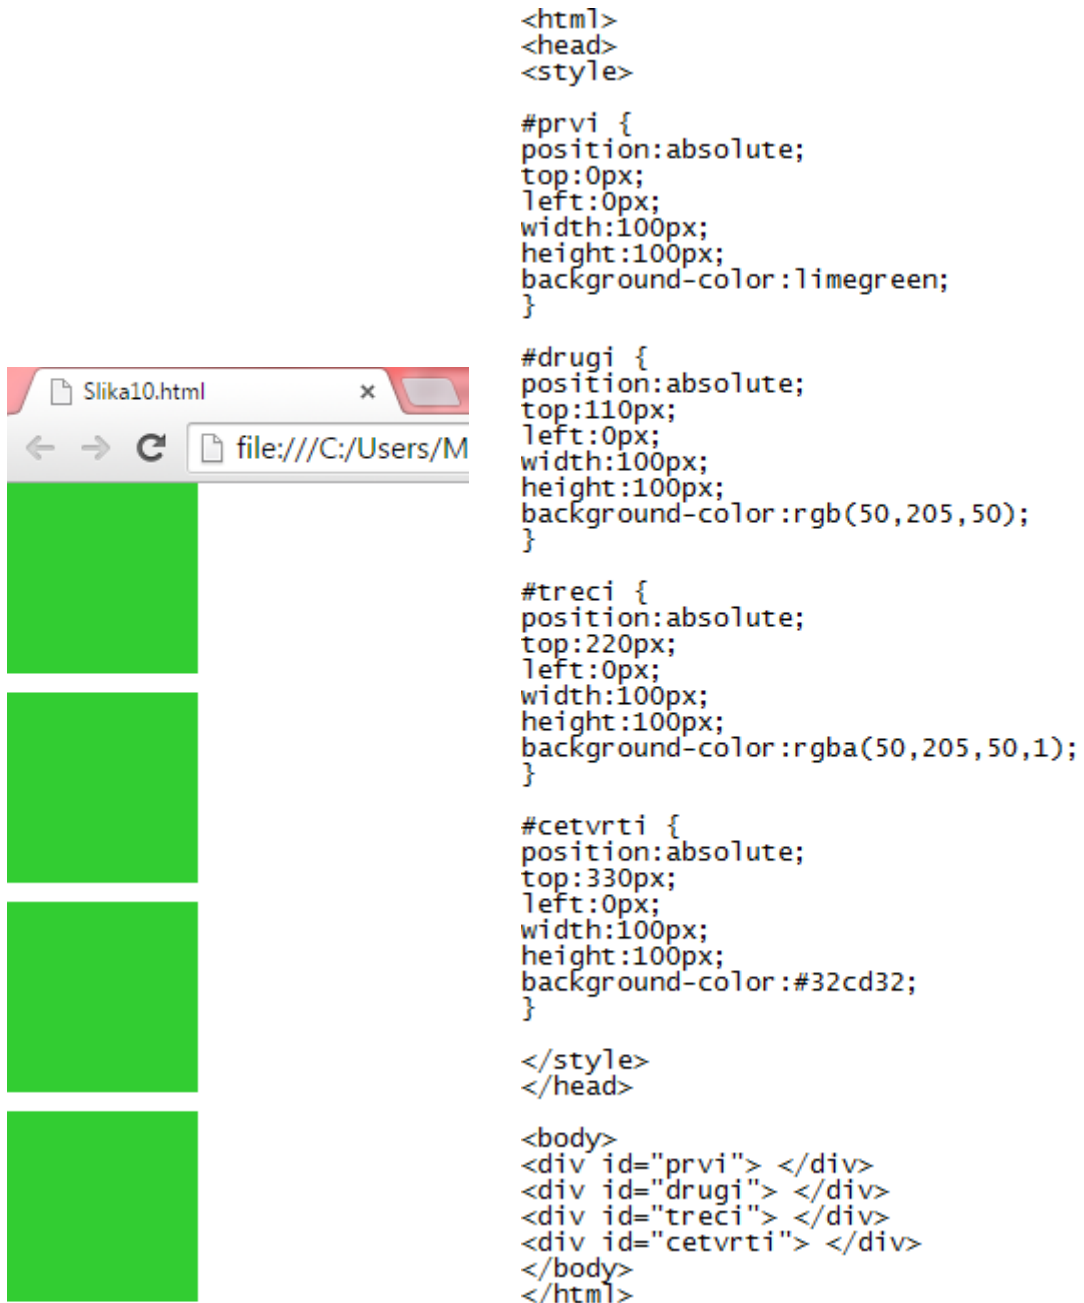 Slika10.html
file:///C:/Users/M
<html>
<head>
<style>
#prvi {
position:absolute;
top:0px;
left:0px;
width:100px;
height:100px;
background-color:limegreen;
}
#drugi {
position:absolute;
top:110px;
left:0px;
width:100px;
height:100px;
background-color:rgb(50,205,50);
}
#treci {
position:absolute;
top:220px;
left:0px;
width:100px;
height:100px;
background-color:rgba(50,205,50,1);
}
#cetvrti {
position:absolute;
top:330px;
left:0px;
width:100px;
height:100px;
background-color:#32cd32;
}
</style>
</head>
<body>
<div id="prvi"> </div>
<div id="drugi"> </div>
<div id="treci"> </div>
<div id="cetvrti"> </div>
</body>
</html>